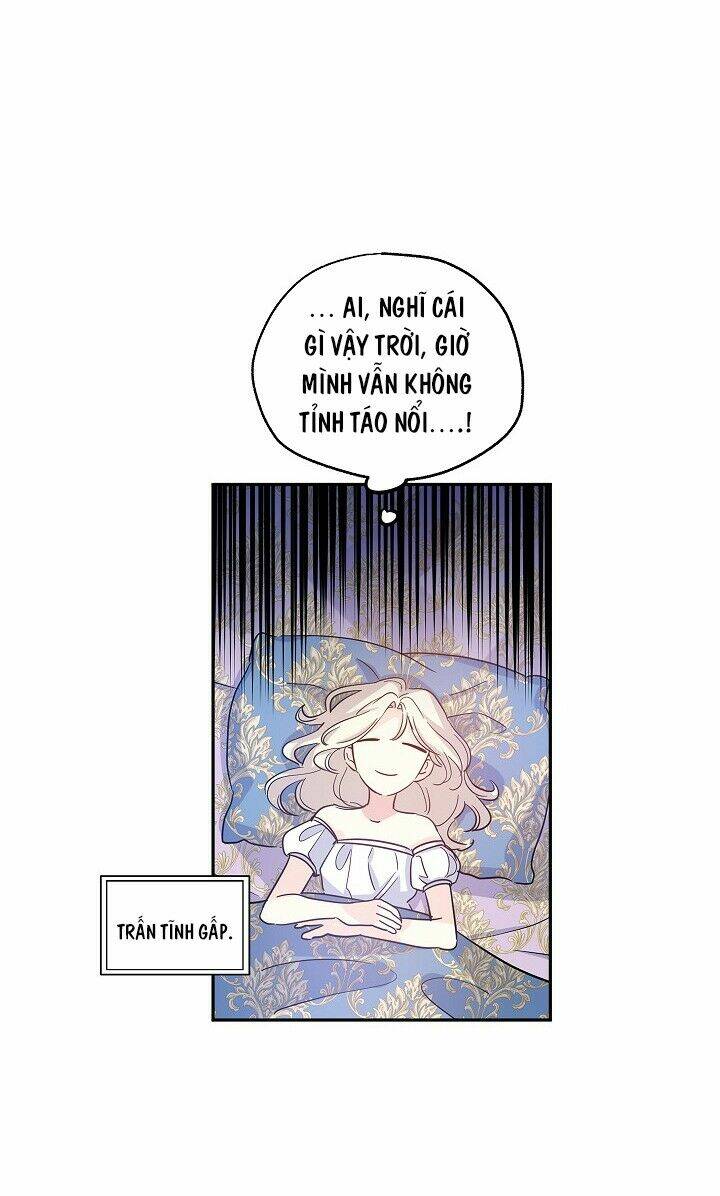 ... AI, NGHĨ CÁI
GÌ VẬY TRỜI, GIỜ
MÌNH VẪN KHÔNG
TỈNH TÁO NỔI....!
TRẤN TĨNH GẤP.